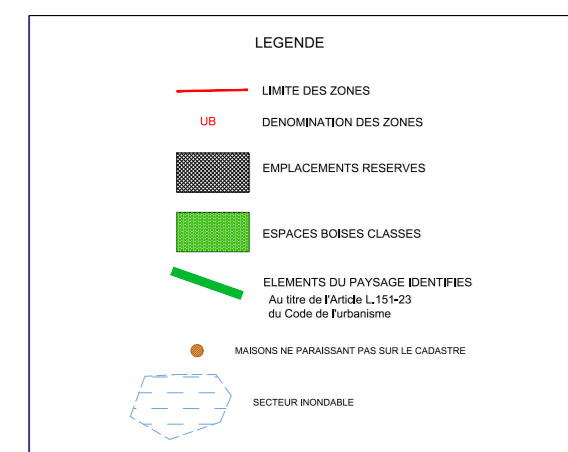 LEGENDE
LIMITE DES ZONES
UB DENOMINATION DES ZONES
EMPLACEMENTS RESERVES
ESPACES BOISES CLASSES
ELEMENTS DU PAYSAGE IDENTIFIES
Au titre de l'Article L.151-23
du Code de l'urbanisme
MAISONS NE PARAISSANT PAS SUR LE CADASTRE
SECTEUR INONDABLE